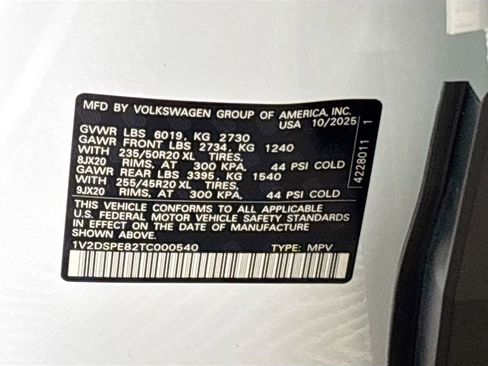 MFD BY VOLKSWAGEN GROUP OF AMERICA, INC.
USA 10/2025
GVWR LBS 6019, KG 2730
GAWR FRONT LBS 2734, KG 1240
WITH 235/50R20 XL TIRES,
8JX20 RIMS, AT 300 KPA, 44 PSI COLD
GAWR REAR LBS 3395, KG 1540
WITH 255/45R20 XL TIRES,
9JX20 RIMS, AT 300 KPA, 44 PSI COLD
THIS VEHICLE CONFORMS TO ALL APPLICABLE
U.S. FEDERAL MOTOR VEHICLE SAFETY STANDARDS
IN EFFECT ON THE DATE OF MANUFACTURE
SHOWN ABOVE.
1V2DSPE82TC000540 TYPE: MPV
4228011 1